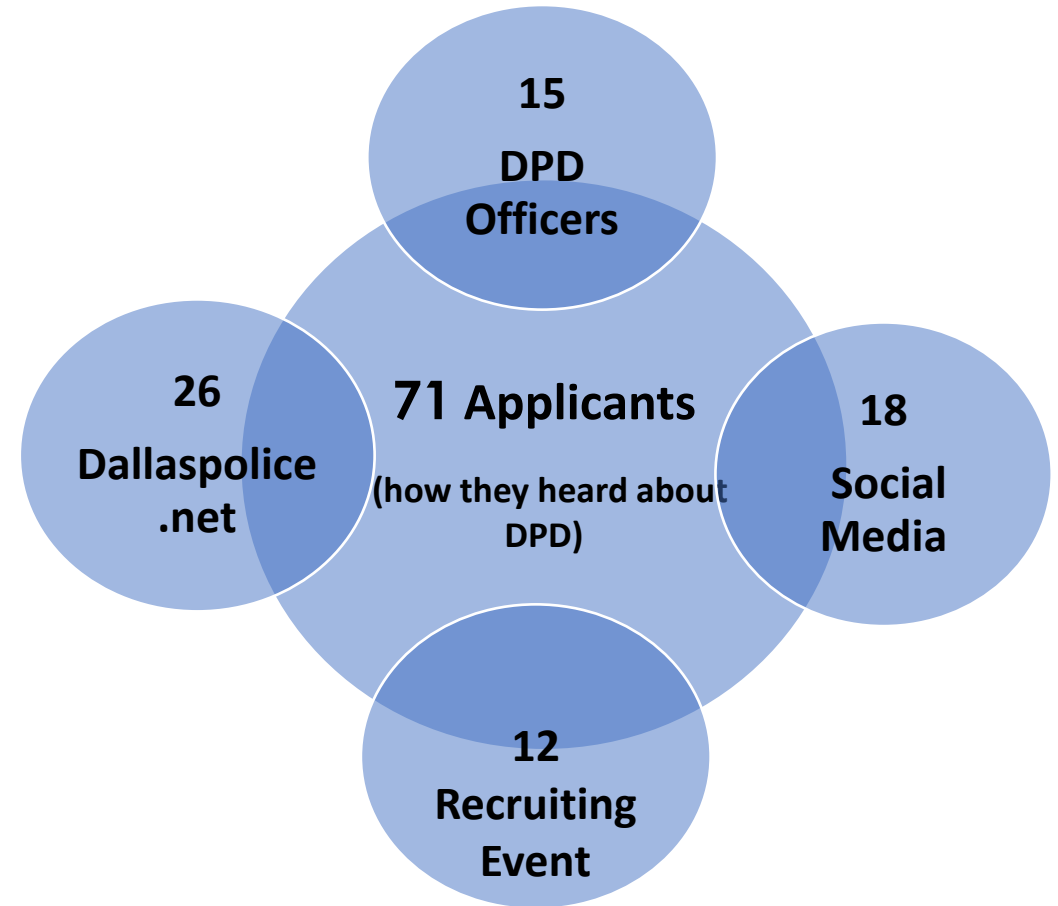 15
DPD
Officers
26
Dallaspolice
.net
71 Applicants
(how they heard about
DPD)
18
Social
Media
12
Recruiting
Event